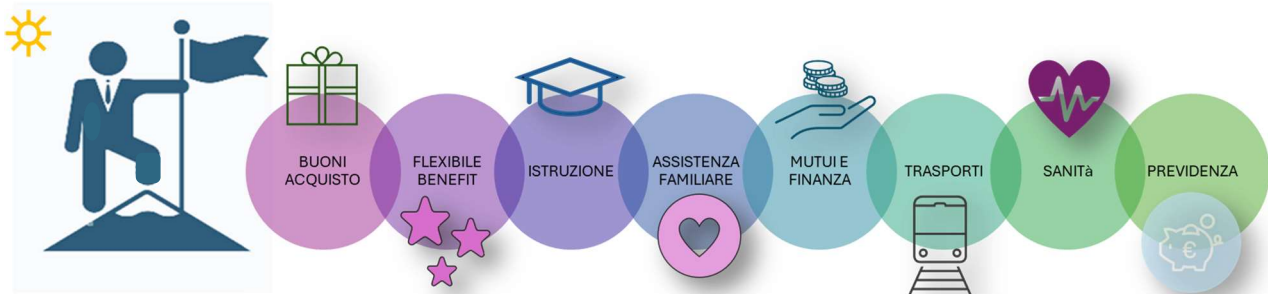 BUONI
ACQUISTO
FLEXIBILE
BENEFIT
ISTRUZIONE
ASSISTENZA
FAMILIARE
MUTUI E
FINANZA
TRASPORTI
SANITà
PREVIDENZA
€